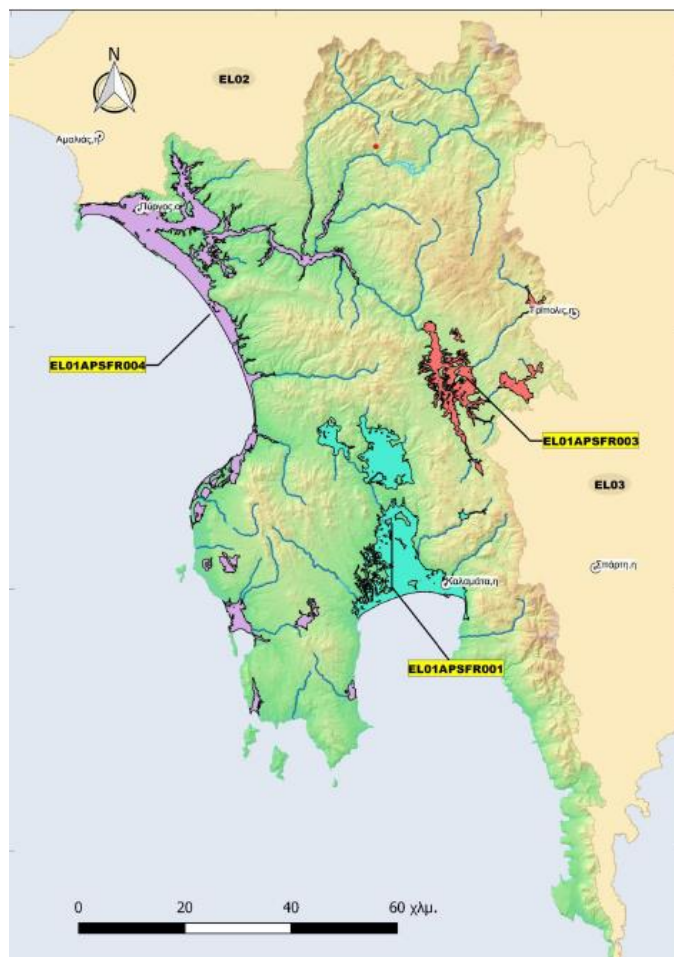 N
EL02
Αμαλιάς,η
Πύργος,ο
Τρίπολις,η
EL01APSFR004
EL01APSFR003
EL03
Σπάρτη,η
Καλαμάτα,η
EL01APSFR001
0 20 40 60 χλμ.